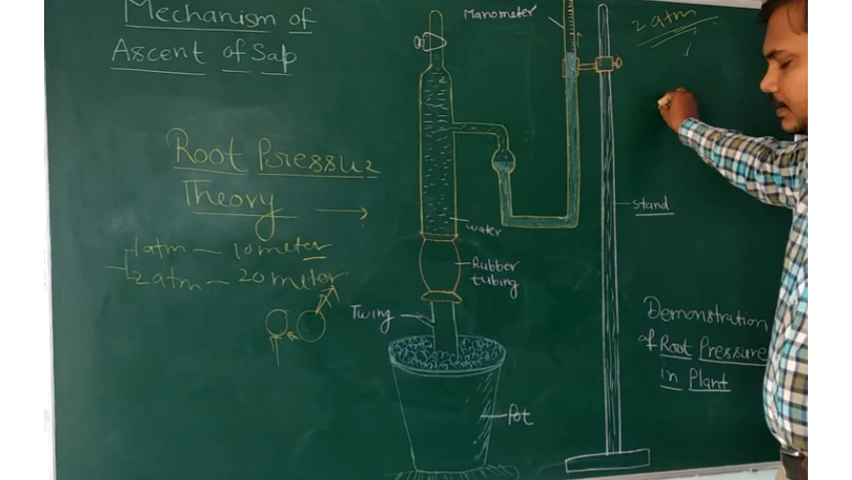 Mechanism of
Ascent of Sap
Root Pressure
Theory
1 atm - 10 meter
2 atm - 20 meter
Manometer
2 atm
water
Rubber
tubing
Twing
Pot
stand
Demonstration
of Root Pressure
in Plant